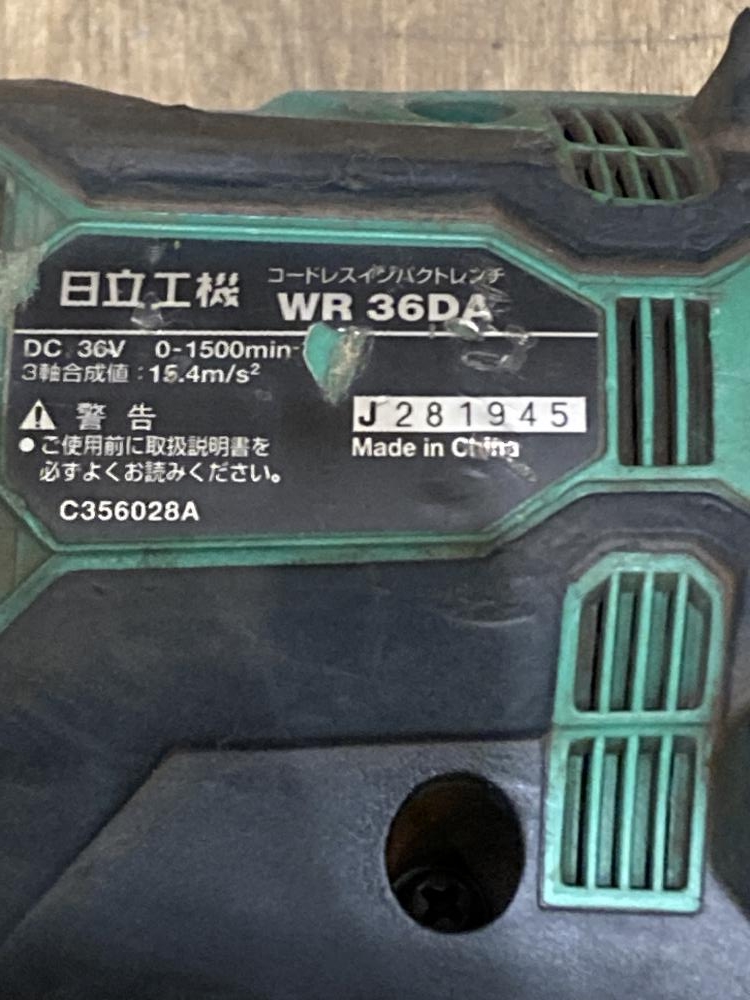 日立工機 コードレスインパクトレンチ
WR 36DA
DC 36V 0-1500min-
3軸合成値:15.4m/s²
⚠ 警告 J281945
●ご使用前に取扱説明書を Made in China
必ずよくお読みください。
C356028A